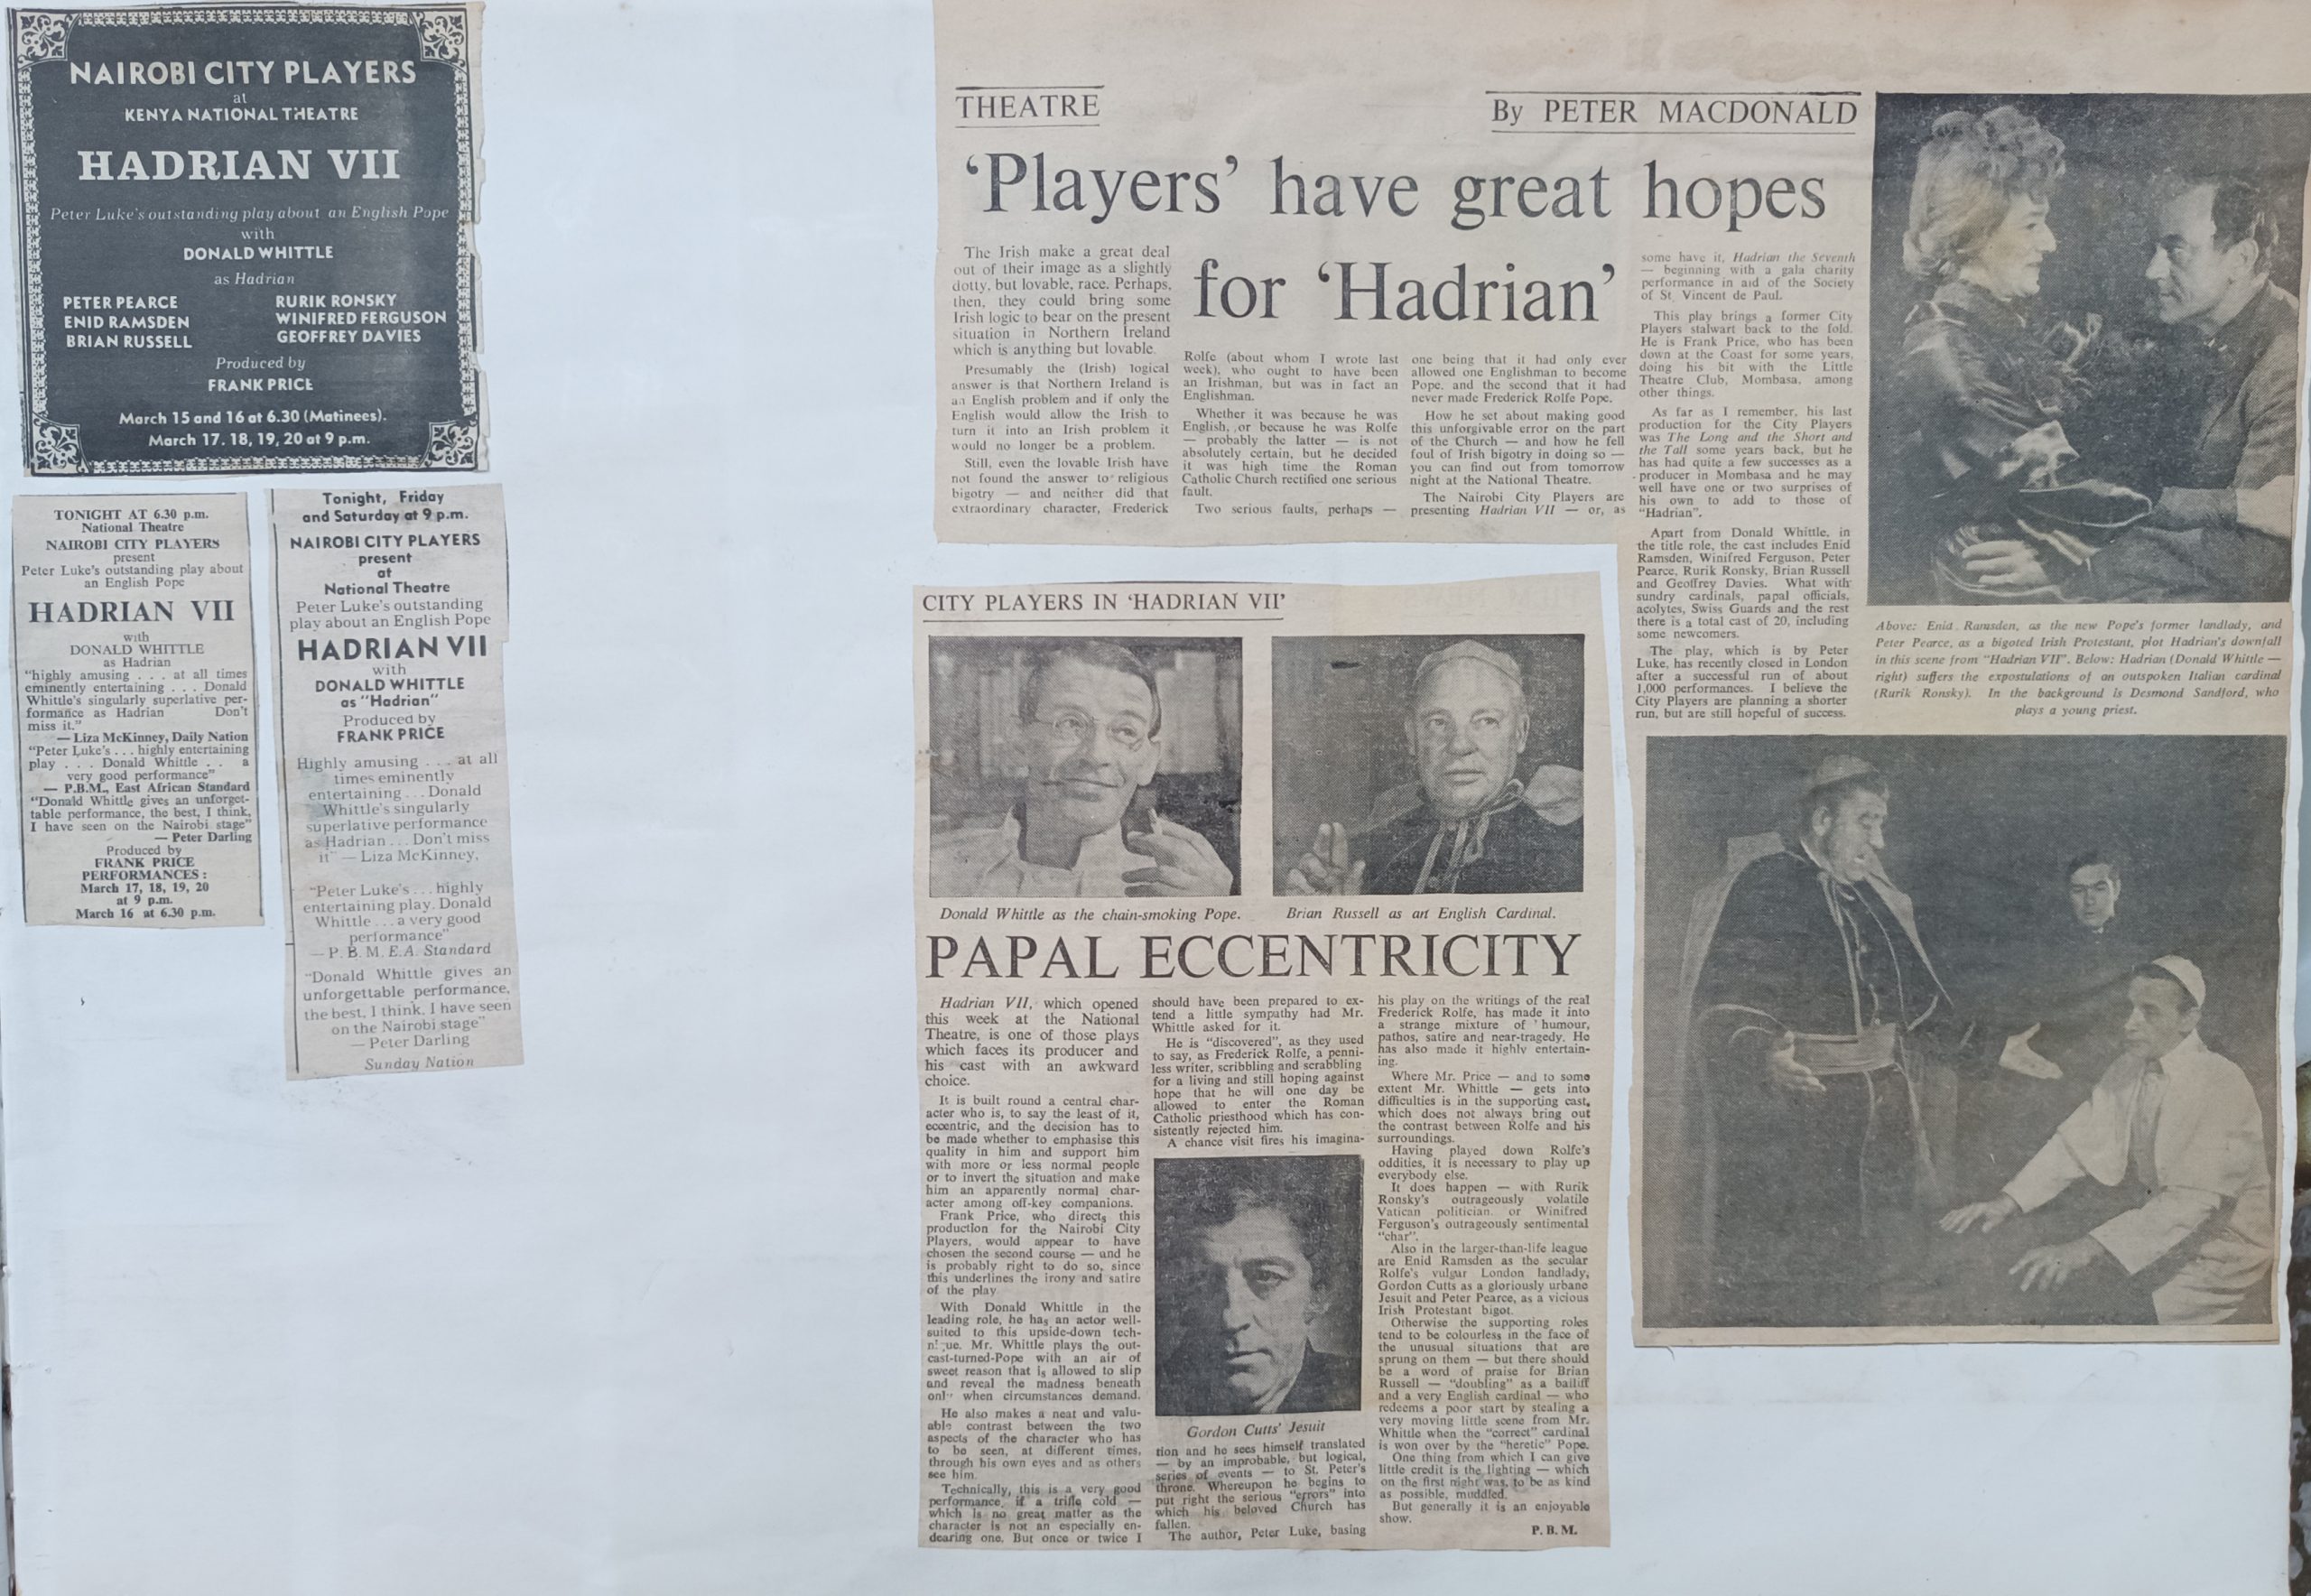 NAIROBI CITY PLAYERS
at
KENYA NATIONAL THEATRE
HADRIAN VII
Peter Luke's outstanding play about an English Pope
with
DONALD WHITTLE
as Hadrian
PETER PEARCE RURIK RONSKY
ENID RAMSDEN WINIFRED FERGUSON
BRIAN RUSSELL GEOFFREY DAVIES
Produced by
FRANK PRICE
March 15 and 16 at 6.30 (Matinees).
March 17. 18, 19, 20 at 9 p.m.
TONIGHT AT 6.30 p.m.
National Theatre
NAIROBI CITY PLAYERS
present
Peter Luke's outstanding play about
an English Pope
HADRIAN VII
with
DONALD WHITTLE
as Hadrian
"highly amusing . . . at all times
eminently entertaining . . . Donald
Whittle's singularly superlative per-
formance as Hadrian Don't
miss it."
— Liza McKinney, Daily Nation
"Peter Luke's . . . highly entertaining
play . . . Donald Whittle . . a
very good performance"
— P.B.M., East African Standard
"Donald Whittle gives an unforget-
table performance, the best, I think,
I have seen on the Nairobi stage"
— Peter Darling
Produced by
FRANK PRICE
PERFORMANCES :
March 17, 18, 19, 20
at 9 p.m.
March 16 at 6.30 p.m.
Tonight, Friday
and Saturday at 9 p.m.
NAIROBI CITY PLAYERS
present
at
National Theatre
Peter Luke's outstanding
play about an English Pope
HADRIAN VII
with
DONALD WHITTLE
as "Hadrian"
Produced by
FRANK PRICE
Highly amusing . . . at all
times eminently
entertaining . . . Donald
Whittle's singularly
superlative performance
as Hadrian . . . Don't miss
it" — Liza McKinney,
"Peter Luke's . . . highly
entertaining play. Donald
Whittle . . . a very good
performance"
— P. B. M. E.A. Standard
"Donald Whittle gives an
unforgettable performance,
the best, I think, I have seen
on the Nairobi stage"
— Peter Darling
Sunday Nation
THEATRE
By PETER MACDONALD
'Players' have great hopes
for 'Hadrian'
The Irish make a great deal
out of their image as a slightly
dotty, but lovable, race. Perhaps,
then, they could bring some
Irish logic to bear on the present
situation in Northern Ireland
which is anything but lovable.
Presumably the (Irish) logical
answer is that Northern Ireland is
an English problem and if only the
English would allow the Irish to
turn it into an Irish problem it
would no longer be a problem.
Still, even the lovable Irish have
not found the answer to religious
bigotry — and neither did that
extraordinary character, Frederick
Rolfe (about whom I wrote last
week), who ought to have been
an Irishman, but was in fact an
Englishman.
Whether it was because he was
English, or because he was Rolfe
— probably the latter — is not
absolutely certain, but he decided
it was high time the Roman
Catholic Church rectified one serious
fault.
Two serious faults, perhaps —
one being that it had only ever
allowed one Englishman to become
Pope, and the second that it had
never made Frederick Rolfe Pope.
How he set about making good
this unforgivable error on the part
of the Church — and how he fell
foul of Irish bigotry in doing so —
you can find out from tomorrow
night at the National Theatre.
The Nairobi City Players are
presenting Hadrian VII — or, as
some have it, Hadrian the Seventh
— beginning with a gala charity
performance in aid of the Society
of St. Vincent de Paul.
This play brings a former City
Players stalwart back to the fold.
He is Frank Price, who has been
down at the Coast for some years,
doing his bit with the Little
Theatre Club, Mombasa, among
other things.
As far as I remember, his last
production for the City Players
was The Long and the Short and
the Tall some years back, but he
has had quite a few successes as a
producer in Mombasa and he may
well have one or two surprises of
his own to add to those of
"Hadrian".
Apart from Donald Whittle, in
the title role, the cast includes Enid
Ramsden, Winifred Ferguson, Peter
Pearce, Rurik Ronsky, Brian Russell
and Geoffrey Davies. What with
sundry cardinals, papal officials,
acolytes, Swiss Guards and the rest
there is a total cast of 20, including
some newcomers.
The play, which is by Peter
Luke, has recently closed in London
after a successful run of about
1,000 performances. I believe the
City Players are planning a shorter
run, but are still hopeful of success.
Above: Enid Ramsden, as the new Pope's former landlady, and
Peter Pearce, as a bigoted Irish Protestant, plot Hadrian's downfall
in this scene from "Hadrian VII". Below: Hadrian (Donald Whittle —
right) suffers the expostulations of an outspoken Italian cardinal
(Rurik Ronsky). In the background is Desmond Sandford, who
plays a young priest.
CITY PLAYERS IN 'HADRIAN VII'
Donald Whittle as the chain-smoking Pope.
Brian Russell as an English Cardinal.
PAPAL ECCENTRICITY
Hadrian VII, which opened
this week at the National
Theatre, is one of those plays
which faces its producer and
his cast with an awkward
choice.
It is built round a central char-
acter who is, to say the least of it,
eccentric, and the decision has to
be made whether to emphasise this
quality in him and support him
with more or less normal people
or to invert the situation and make
him an apparently normal char-
acter among off-key companions.
Frank Price, who directs this
production for the Nairobi City
Players, would appear to have
chosen the second course — and he
is probably right to do so, since
this underlines the irony and satire
of the play
With Donald Whittle in the
leading role, he has an actor well-
suited to this upside-down tech-
nique. Mr. Whittle plays the out-
cast-turned-Pope with an air of
sweet reason that is allowed to slip
and reveal the madness beneath
only when circumstances demand.
He also makes a neat and valu-
able contrast between the two
aspects of the character who has
to be seen, at different times,
through his own eyes and as others
see him.
Technically, this is a very good
performance, if a trifle cold —
which is no great matter as the
character is not an especially en-
dearing one. But once or twice I
should have been prepared to ex-
tend a little sympathy had Mr.
Whittle asked for it.
He is "discovered", as they used
to say, as Frederick Rolfe, a penni-
less writer, scribbling and scrabbling
for a living and still hoping against
hope that he will one day be
allowed to enter the Roman
Catholic priesthood which has con-
sistently rejected him.
A chance visit fires his imagina-
Gordon Cutts' Jesuit
tion and he sees himself translated
— by an improbable, but logical,
series of events — to St. Peter's
throne. Whereupon he begins to
put right the serious "errors" into
which his beloved Church has
fallen.
The author, Peter Luke, basing
his play on the writings of the real
Frederick Rolfe, has made it into
a strange mixture of humour,
pathos, satire and near-tragedy. He
has also made it highly entertain-
ing.
Where Mr. Price — and to some
extent Mr. Whittle — gets into
difficulties is in the supporting cast,
which does not always bring out
the contrast between Rolfe and his
surroundings.
Having played down Rolfe's
oddities, it is necessary to play up
everybody else.
It does happen — with Rurik
Ronsky's outrageously volatile
Vatican politician or Winifred
Ferguson's outrageously sentimental
"char".
Also in the larger-than-life league
are Enid Ramsden as the secular
Rolfe's vulgar London landlady,
Gordon Cutts as a gloriously urbane
Jesuit and Peter Pearce, as a vicious
Irish Protestant bigot.
Otherwise the supporting roles
tend to be colourless in the face of
the unusual situations that are
sprung on them — but there should
be a word of praise for Brian
Russell — "doubling" as a bailiff
and a very English cardinal — who
redeems a poor start by stealing a
very moving little scene from Mr.
Whittle when the "correct" cardinal
is won over by the "heretic" Pope.
One thing from which I can give
little credit is the lighting — which
on the first night was, to be as kind
as possible, muddled.
But generally it is an enjoyable
show.
P. B. M.